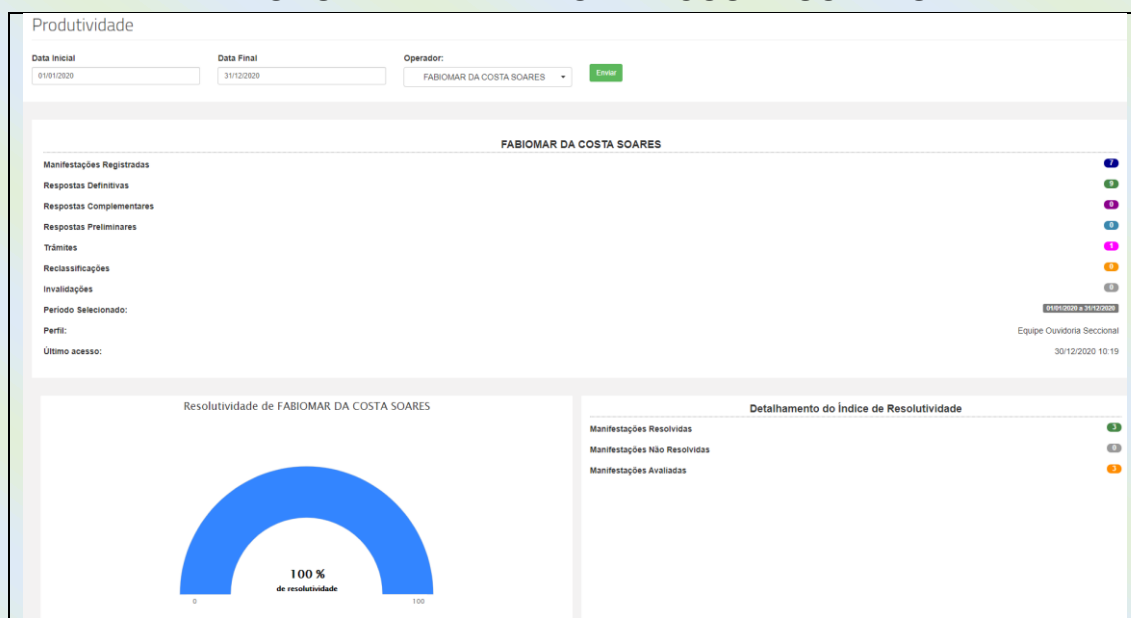 Produtividade
Data Inicial Data Final Operador:
01/01/2020 31/12/2020 FABIOMAR DA COSTA SOARES Enviar
FABIOMAR DA COSTA SOARES
Manifestações Registradas 7
Respostas Definitivas 9
Respostas Complementares 0
Respostas Preliminares 0
Trâmites 1
Reclassificações 0
Invalidações 0
Período Selecionado: 01/01/2020 a 31/12/2020
Perfil: Equipe Ouvidoria Seccional
Último acesso: 30/12/2020 10:19
Resolutividade de FABIOMAR DA COSTA SOARES
100 %
de resolutividade
0 100
Detalhamento do Índice de Resolutividade
Manifestações Resolvidas 3
Manifestações Não Resolvidas 0
Manifestações Avaliadas 3